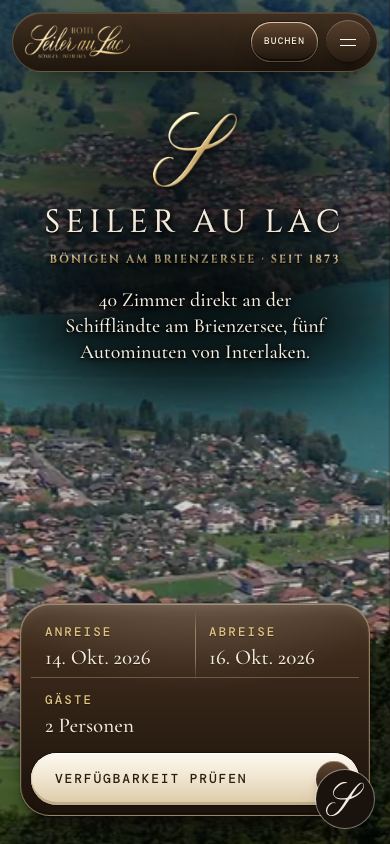 HOTEL
Seiler au Lac
BUCHEN
S
SEILER AU LAC
BÖNIGEN AM BRIENZERSEE · SEIT 1873
40 Zimmer direkt an der
Schiffländte am Brienzersee, fünf
Autominuten von Interlaken.
ANREISE
ABREISE
14. Okt. 2026
16. Okt. 2026
GÄSTE
2 Personen
VERFÜGBARKEIT PRÜFEN
S